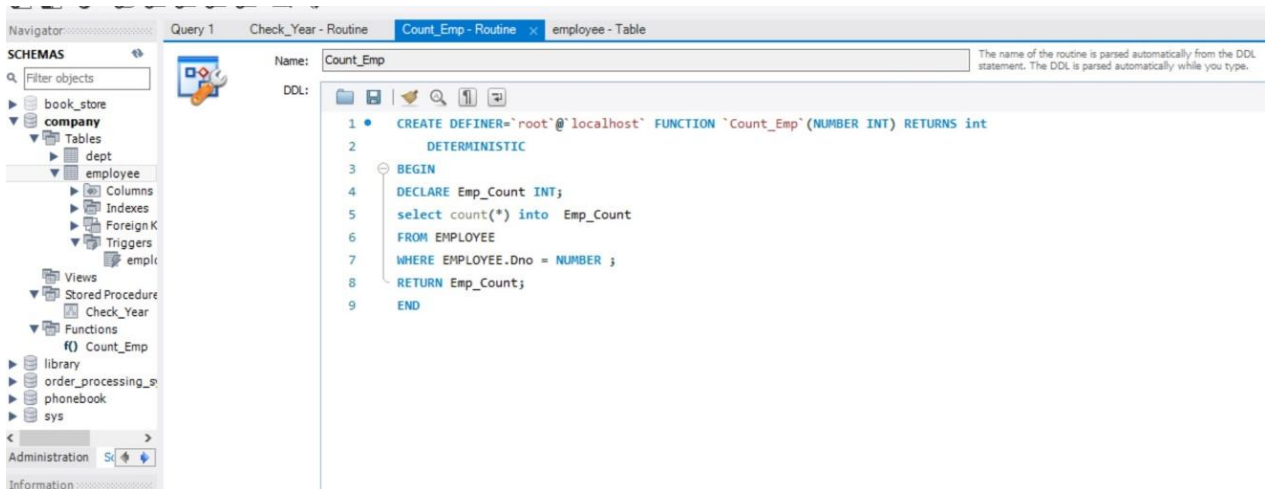 Navigator
Query 1
Check_Year - Routine
Count_Emp - Routine ×
employee - Table
SCHEMAS
Filter objects
book_store
company
Tables
dept
employee
Columns
Indexes
Foreign K
Triggers
emplo
Views
Stored Procedure
Check_Year
Functions
f() Count_Emp
library
order_processing_sy
phonebook
sys
Administration
Information
Name: Count_Emp
The name of the routine is parsed automatically from the DDL
statement. The DDL is parsed automatically while you type.
DDL:
1 CREATE DEFINER=`root`@`localhost` FUNCTION `Count_Emp`(NUMBER INT) RETURNS int
2 DETERMINISTIC
3 BEGIN
4 DECLARE Emp_Count INT;
5 select count(*) into Emp_Count
6 FROM EMPLOYEE
7 WHERE EMPLOYEE.Dno = NUMBER ;
8 RETURN Emp_Count;
9 END